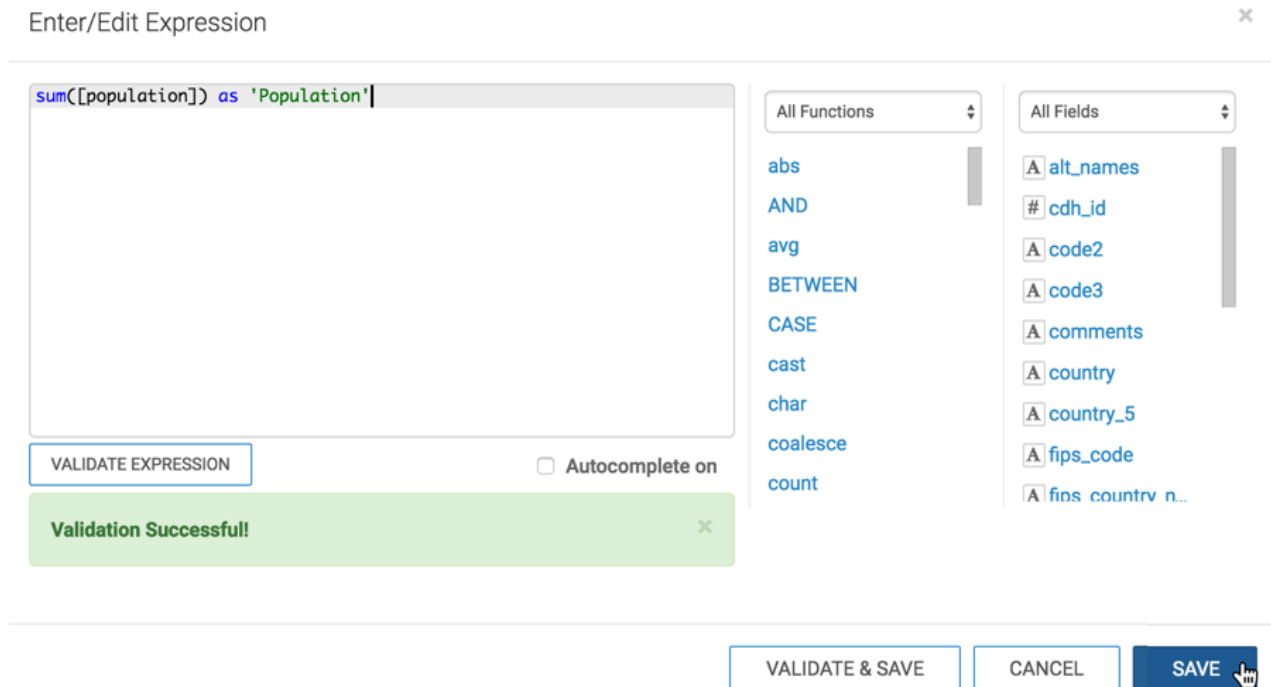 Enter/Edit Expression
×
sum([population]) as 'Population'
All Functions
abs
AND
avg
BETWEEN
CASE
cast
char
coalesce
count
All Fields
A alt_names
# cdh_id
A code2
A code3
A comments
A country
A country_5
A fips_code
A fips_country_n...
VALIDATE EXPRESSION
Autocomplete on
Validation Successful! ×
VALIDATE & SAVE
CANCEL
SAVE